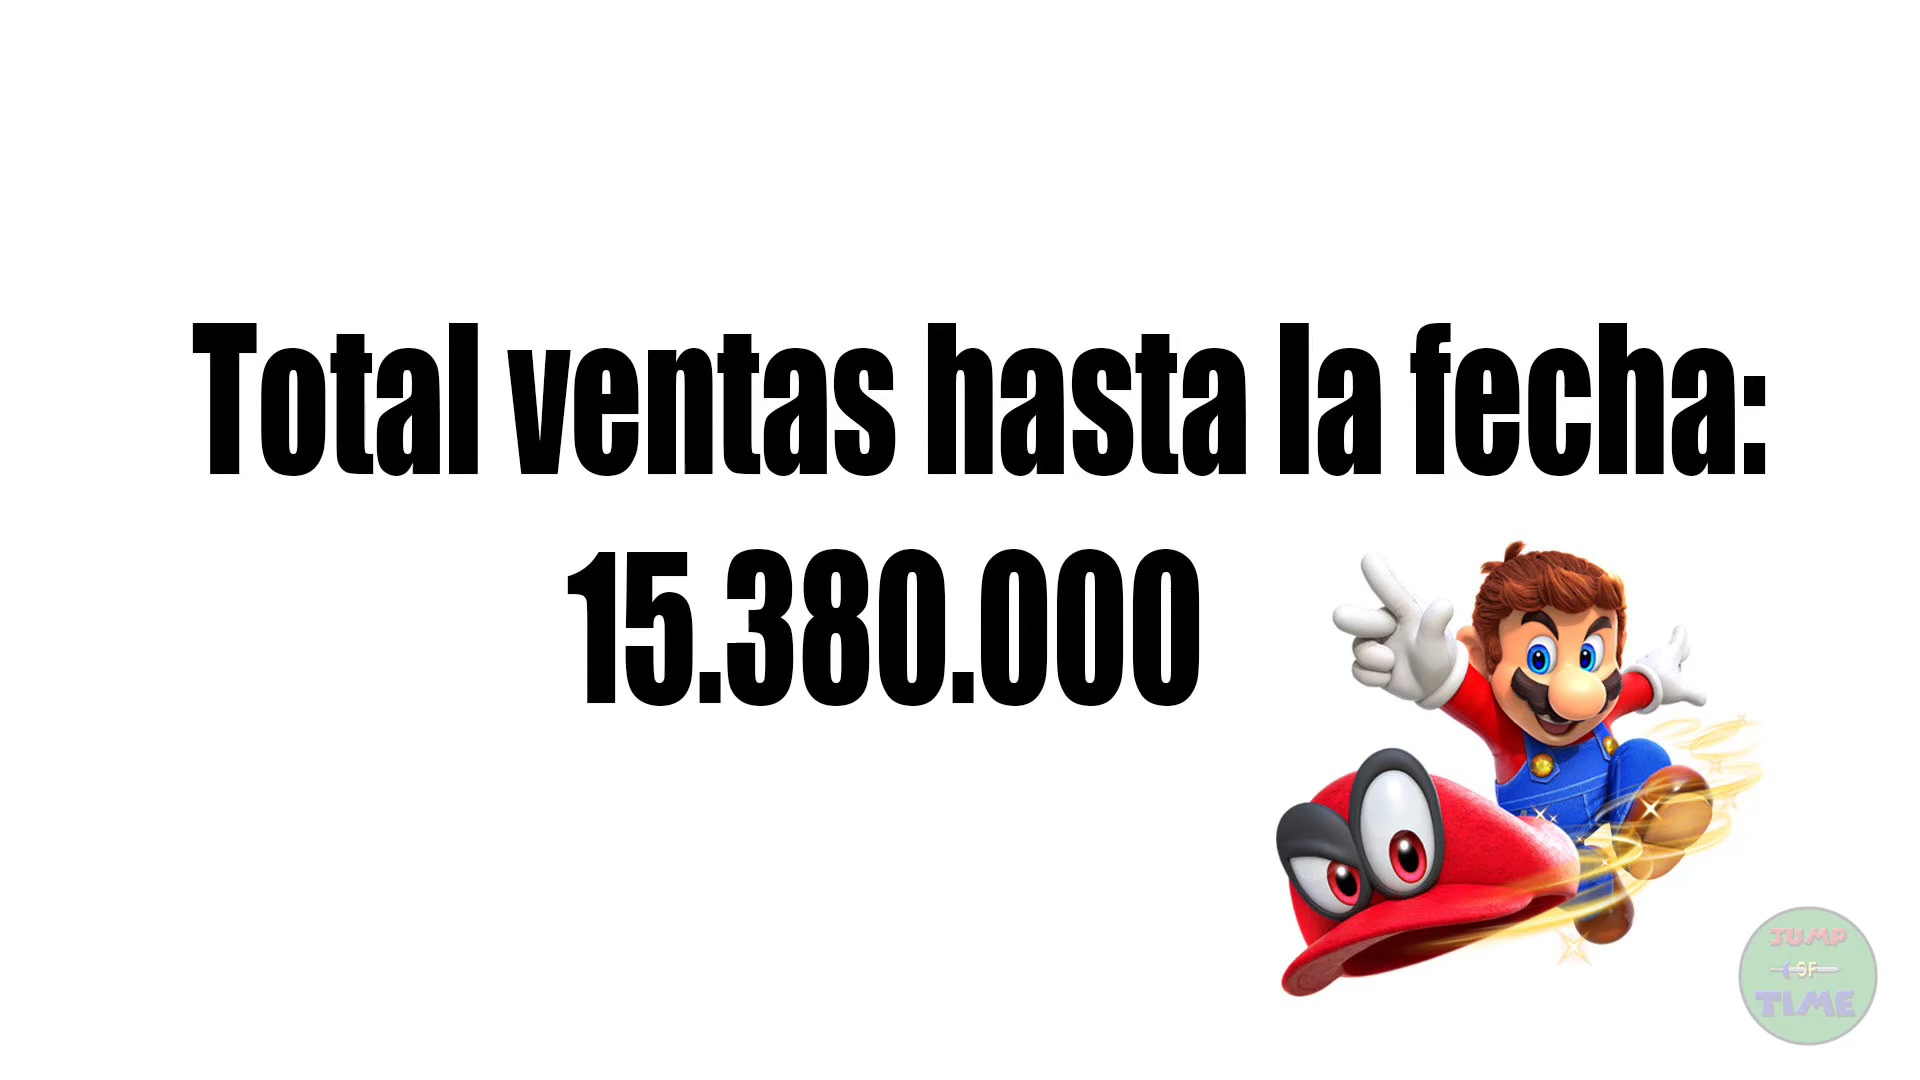 Total ventas hasta la fecha:
15.380.000
JUMP
OF
TIME